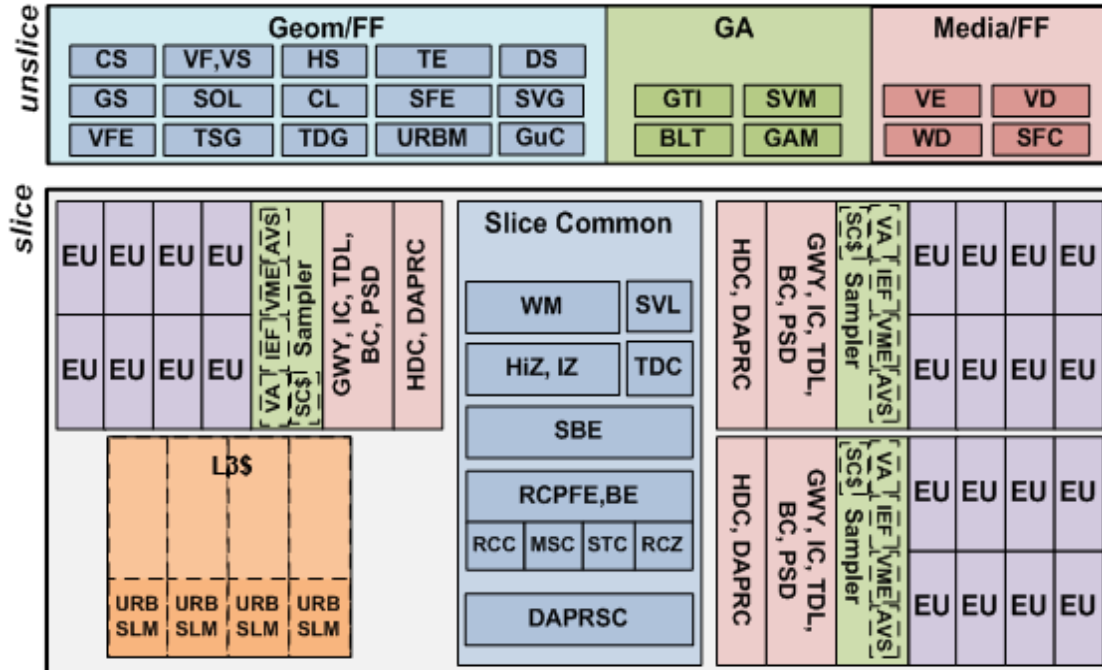 unslice
Geom/FF
CS VF,VS HS TE DS
GS SOL CL SFE SVG
VFE TSG TDG URBM GuC
GA
GTI SVM
BLT GAM
Media/FF
VE VD
WD SFC
slice
EU EU EU EU
EU EU EU EU
VA IEF VME AVS
SC$ Sampler
GWY, IC, TDL,
BC, PSD
HDC, DAPRC
L3$
URB URB URB URB
SLM SLM SLM SLM
Slice Common
WM SVL
HiZ, IZ TDC
SBE
RCPFE,BE
RCC MSC STC RCZ
DAPRSC
HDC, DAPRC
GWY, IC, TDL,
BC, PSD
SC$ Sampler
VA IEF VME AVS
EU EU EU EU
EU EU EU EU
HDC, DAPRC
GWY, IC, TDL,
BC, PSD
SC$ Sampler
VA IEF VME AVS
EU EU EU EU
EU EU EU EU